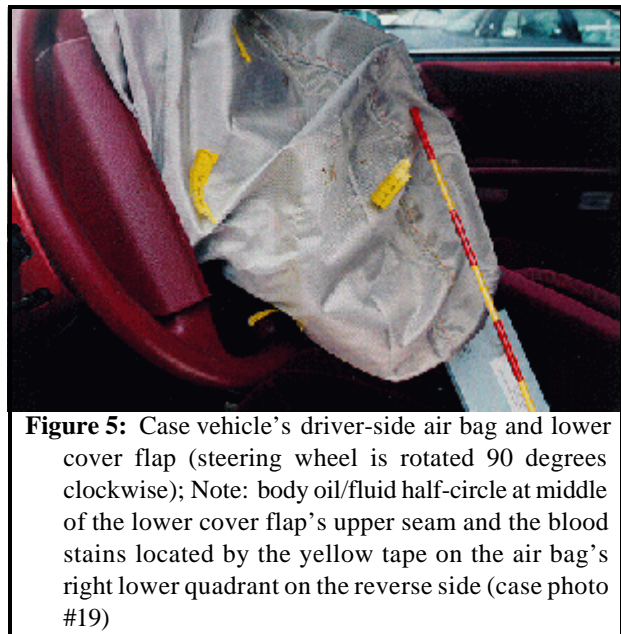 Figure 5: Case vehicle's driver-side air bag and lower
cover flap (steering wheel is rotated 90 degrees
clockwise); Note: body oil/fluid half-circle at middle
of the lower cover flap's upper seam and the blood
stains located by the yellow tape on the air bag's
right lower quadrant on the reverse side (case photo
#19)